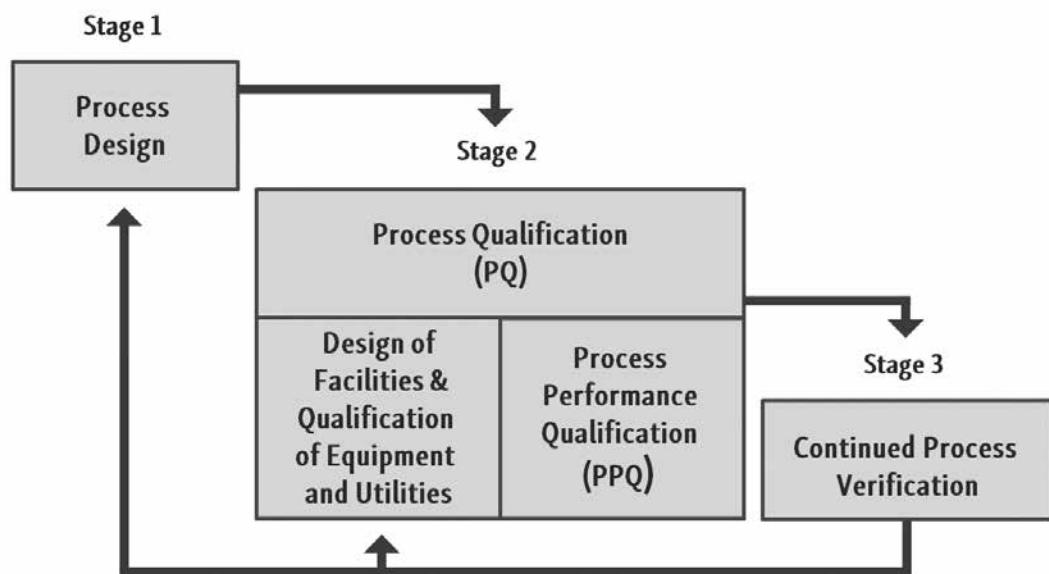 Stage 1
Process
Design
Stage 2
Process Qualification
(PQ)
Design of
Facilities &
Qualification
of Equipment
and Utilities
Process
Performance
Qualification
(PPQ)
Stage 3
Continued Process
Verification